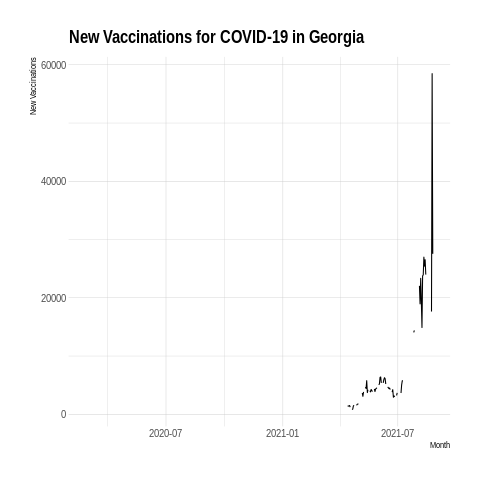 New Vaccinations for COVID-19 in Georgia
New Vaccinations
60000
40000
20000
0
2020-07
2021-01
2021-07
Month